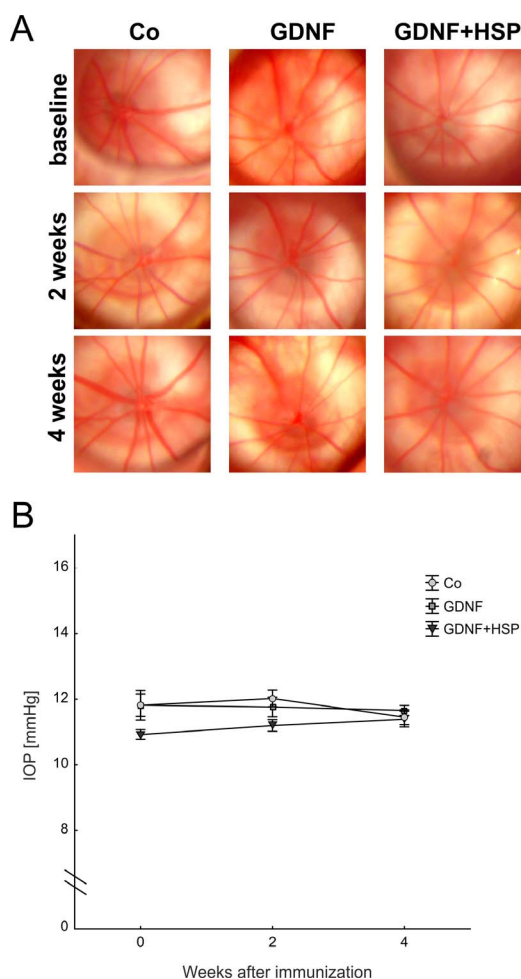 A
Co GDNF GDNF+HSP
baseline
2 weeks
4 weeks
B
16
14
12
10
8
0
IOP [mmHg]
Co
GDNF
GDNF+HSP
0 2 4
Weeks after immunization